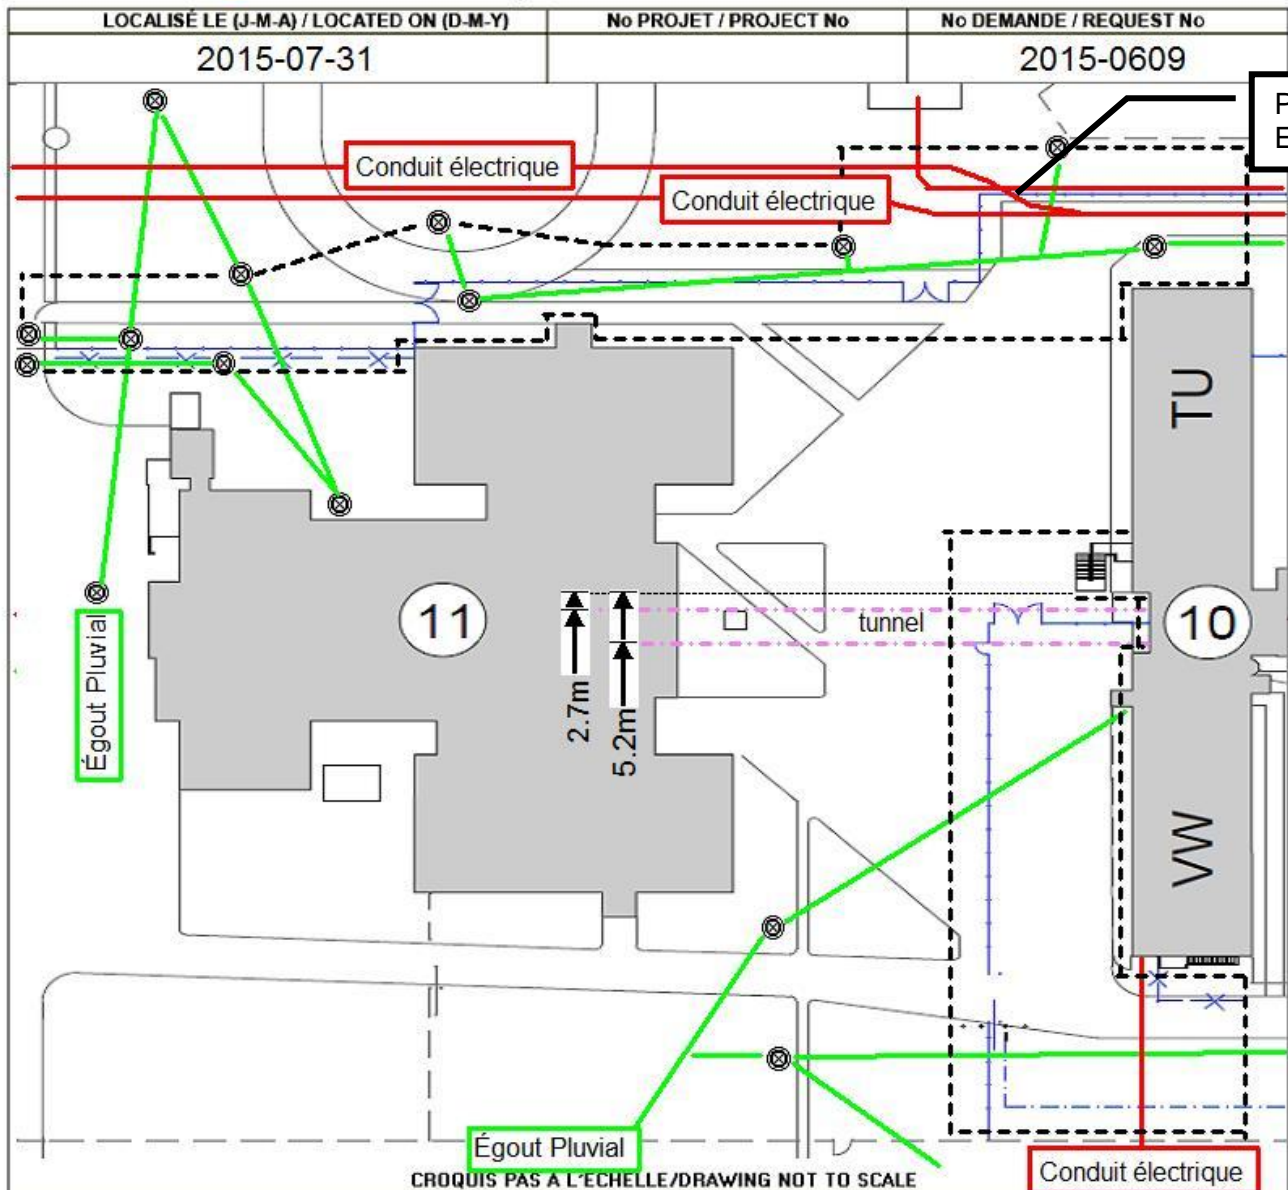 LOCALISÉ LE (J-M-A) / LOCATED ON (D-M-Y)
No PROJET / PROJECT No
No DEMANDE / REQUEST No
2015-07-31
2015-0609
P
E
Conduit électrique
Conduit électrique
TU
11
tunnel
10
Égout Pluvial
2.7m
5.2m
VW
Égout Pluvial
Conduit électrique
CROQUIS PAS A L'ECHELLE/DRAWING NOT TO SCALE